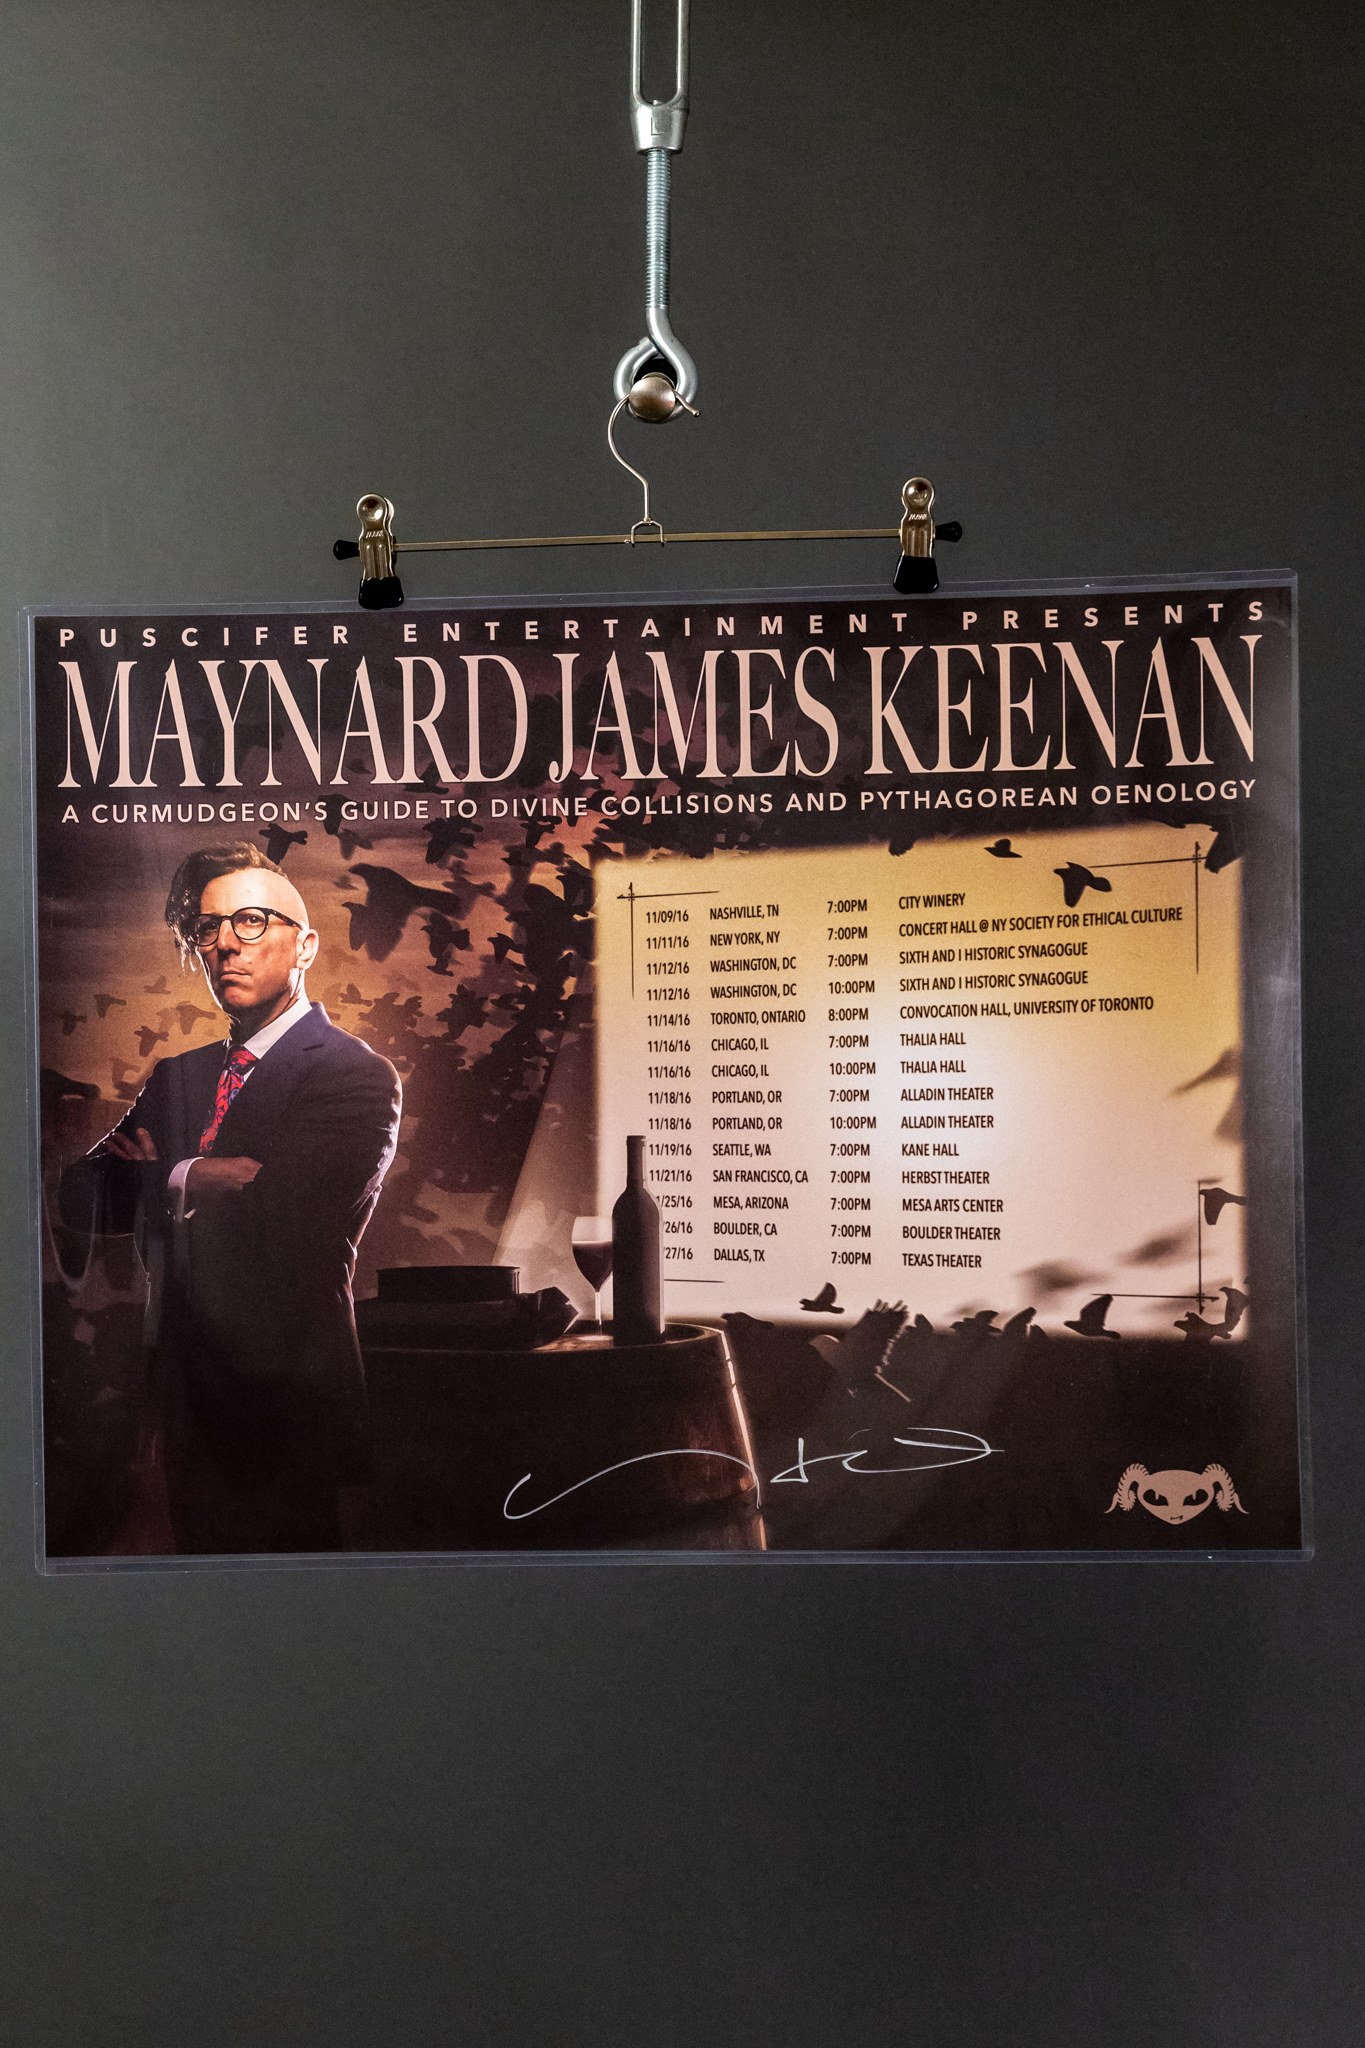 PUSCIFER ENTERTAINMENT PRESENTS
MAYNARD JAMES KEENAN
A CURMUDGEON'S GUIDE TO DIVINE COLLISIONS AND PYTHAGOREAN OENOLOGY
11/09/16 NASHVILLE, TN 7:00PM CITY WINERY
11/11/16 NEW YORK, NY 7:00PM CONCERT HALL @ NY SOCIETY FOR ETHICAL CULTURE
11/12/16 WASHINGTON, DC 7:00PM SIXTH AND I HISTORIC SYNAGOGUE
11/12/16 WASHINGTON, DC 10:00PM SIXTH AND I HISTORIC SYNAGOGUE
11/14/16 TORONTO, ONTARIO 8:00PM CONVOCATION HALL, UNIVERSITY OF TORONTO
11/16/16 CHICAGO, IL 7:00PM THALIA HALL
11/16/16 CHICAGO, IL 10:00PM THALIA HALL
11/18/16 PORTLAND, OR 7:00PM ALLADIN THEATER
11/18/16 PORTLAND, OR 10:00PM ALLADIN THEATER
11/19/16 SEATTLE, WA 7:00PM KANE HALL
11/21/16 SAN FRANCISCO, CA 7:00PM HERBST THEATER
/25/16 MESA, ARIZONA 7:00PM MESA ARTS CENTER
/26/16 BOULDER, CA 7:00PM BOULDER THEATER
/27/16 DALLAS, TX 7:00PM TEXAS THEATER